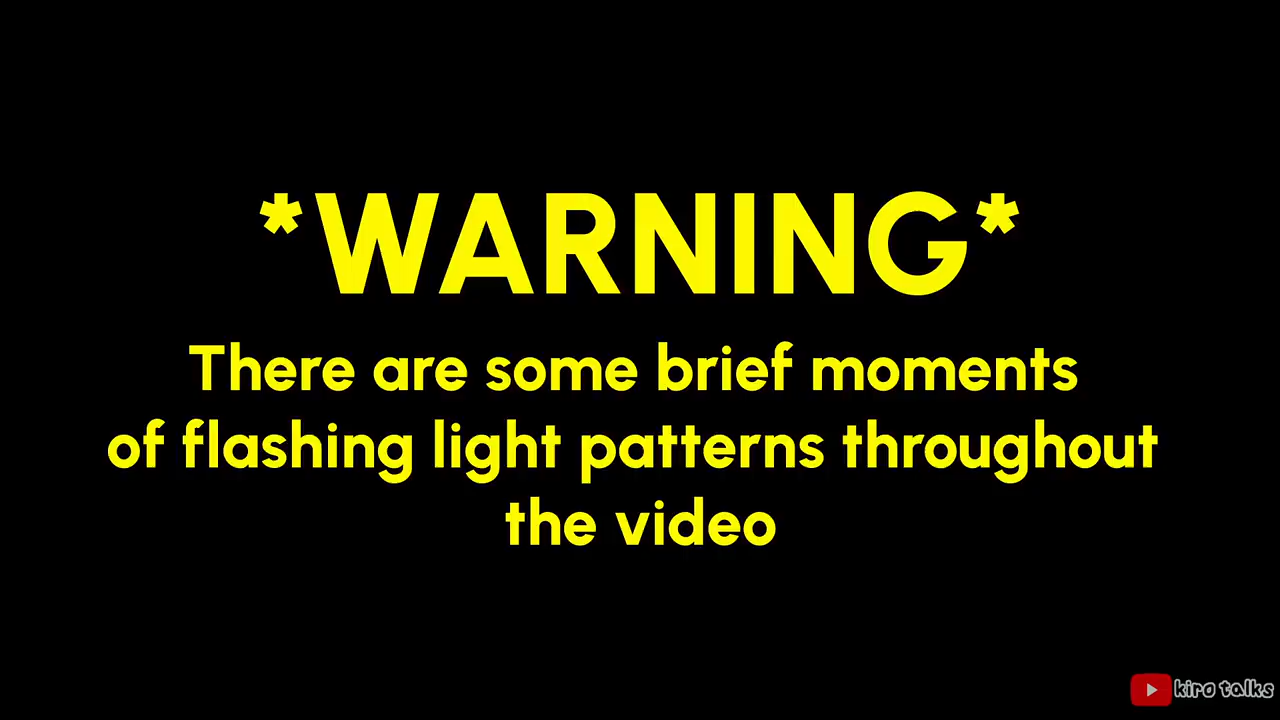 *WARNING*
There are some brief moments
of flashing light patterns throughout
the video
kiro talks